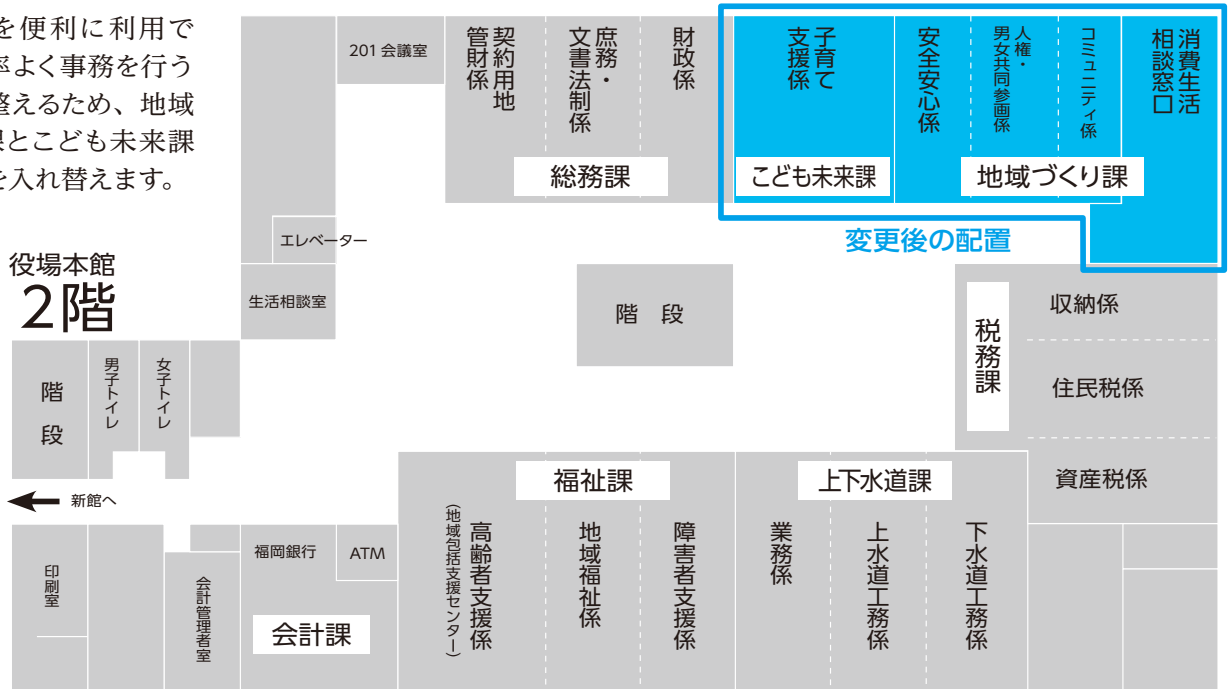 を便利に利用で
率よく事務を行う
整えるため、地域
課とこども未来課
を入れ替えます。
役場本館
2階
201会議室
契約用地
管財係
庶務・
文書法制係
財政係
総務課
子育て
支援係
こども未来課
安全安心係
人権・
男女共同参画係
コミュニティ係
地域づくり課
消費生活
相談窓口
変更後の配置
エレベーター
生活相談室
階段
税務課
収納係
住民税係
資産税係
階段
男子トイレ
女子トイレ
新館へ
印刷室
会計管理者室
福岡銀行
ATM
会計課
福祉課
高齢者支援係
(地域包括支援センター)
地域福祉係
障害者支援係
上下水道課
業務係
上水道工務係
下水道工務係